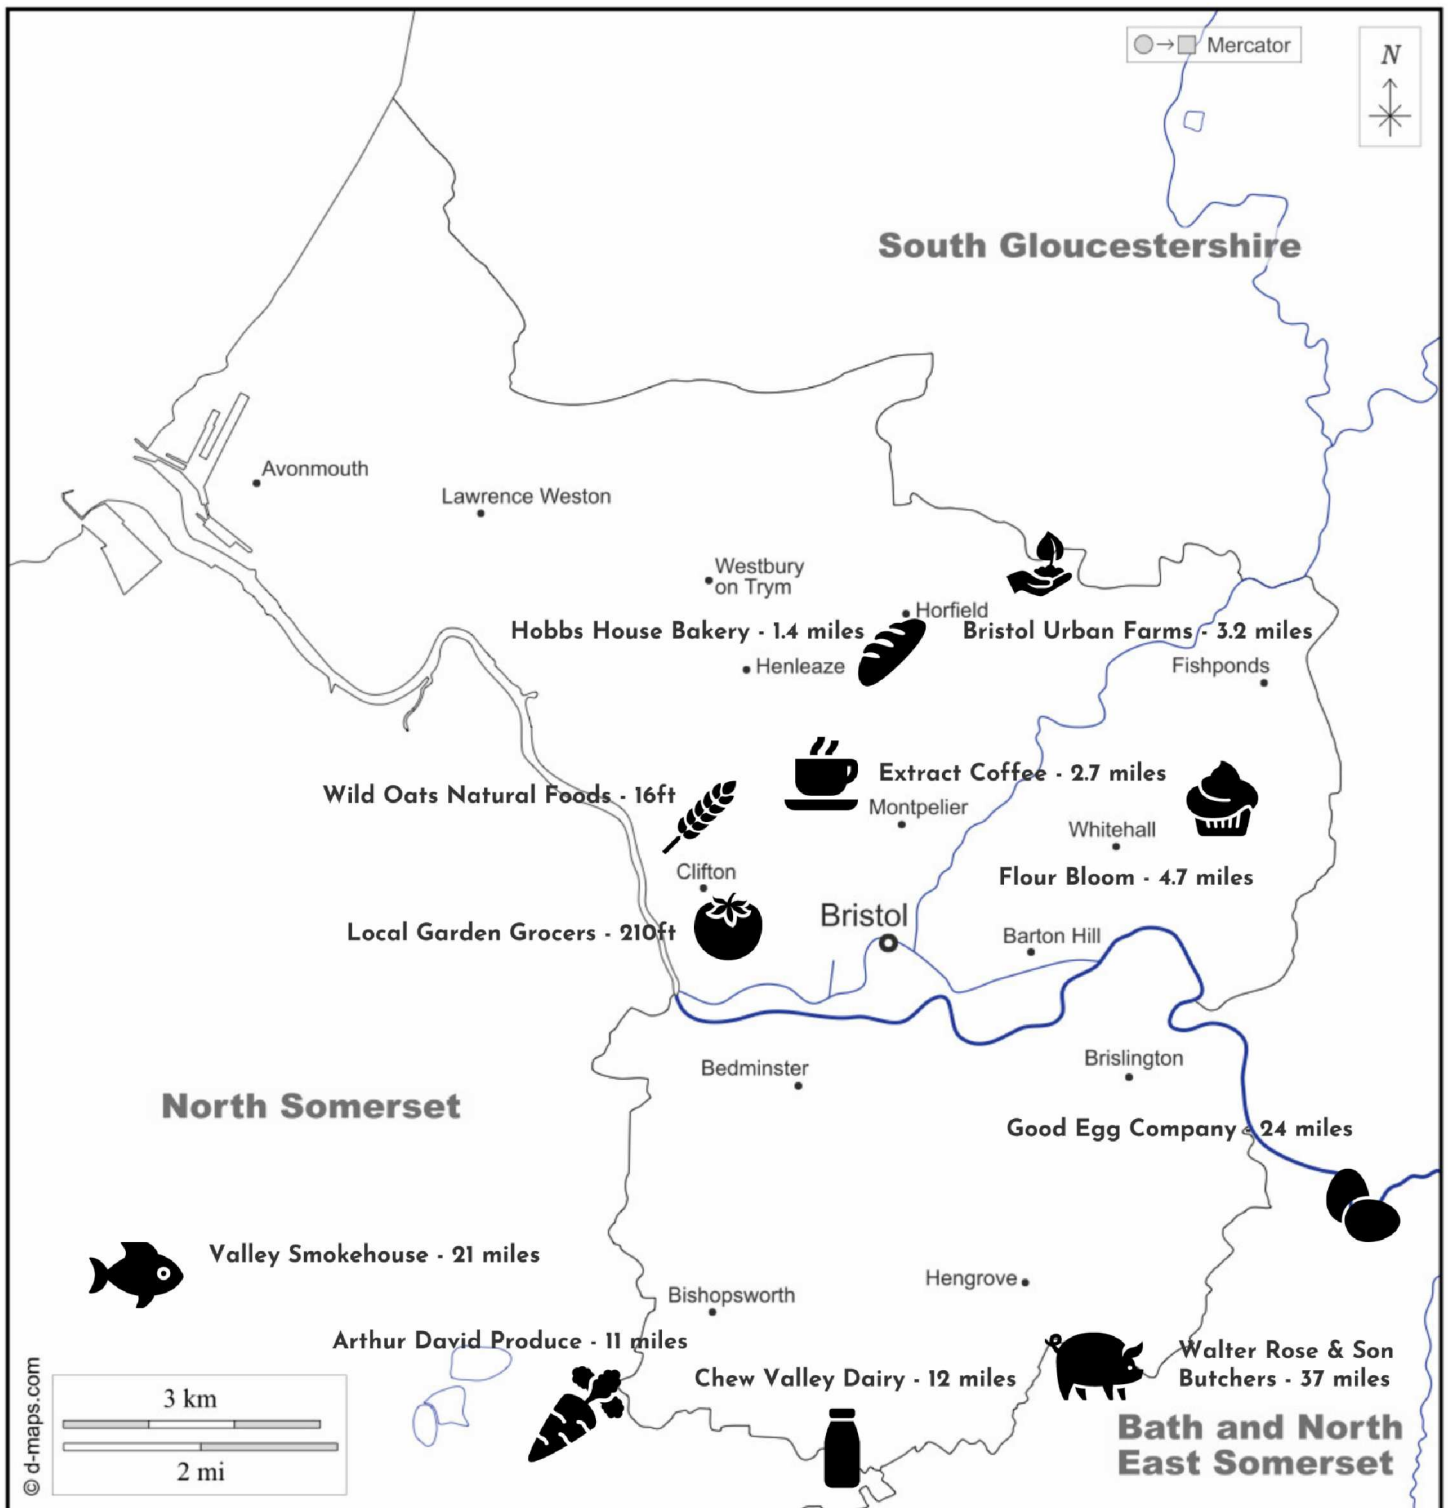 Mercator
N
South Gloucestershire
Avonmouth
Lawrence Weston
Westbury
on Trym
Horfield
Hobbs House Bakery - 1.4 miles
Bristol Urban Farms - 3.2 miles
Henleaze
Fishponds
Extract Coffee - 2.7 miles
Wild Oats Natural Foods - 16ft
Montpelier
Whitehall
Clifton
Flour Bloom - 4.7 miles
Bristol
Local Garden Grocers - 210ft
Barton Hill
Bedminster
Brislington
North Somerset
Good Egg Company - 24 miles
Valley Smokehouse - 21 miles
Hengrove
Bishopsworth
Arthur David Produce - 11 miles
Walter Rose & Son
Butchers - 37 miles
Chew Valley Dairy - 12 miles
Bath and North
East Somerset
3 km
2 mi
© d-maps.com